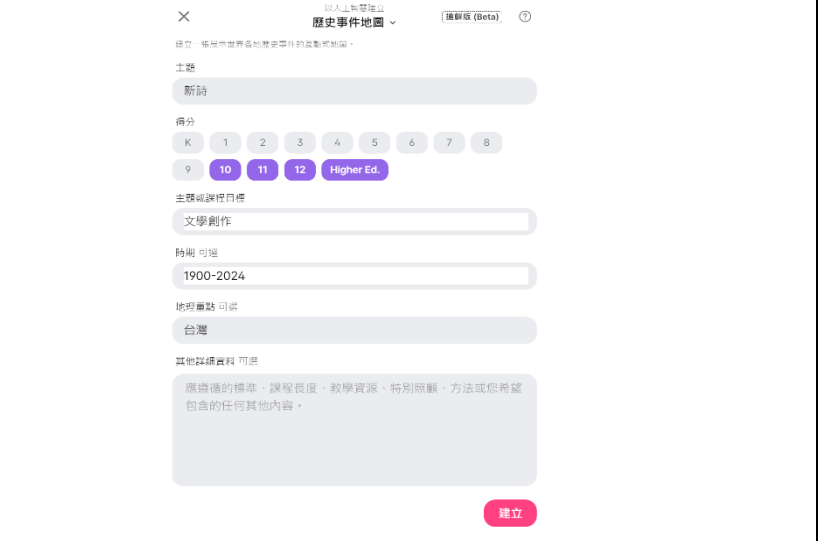 以人工智慧建立
歷史事件地圖
搶鮮版 (Beta)
建立一張展示世界各地歷史事件的互動式地圖。
主題
新詩
得分
K 1 2 3 4 5 6 7 8
9 10 11 12 Higher Ed.
主題或課程目標
文學創作
時期 可選
1900-2024
地理重點 可選
台灣
其他詳細資料 可選
應遵循的標準、課程長度、教學資源、特別照顧、方法或您希望
包含的任何其他內容。
建立